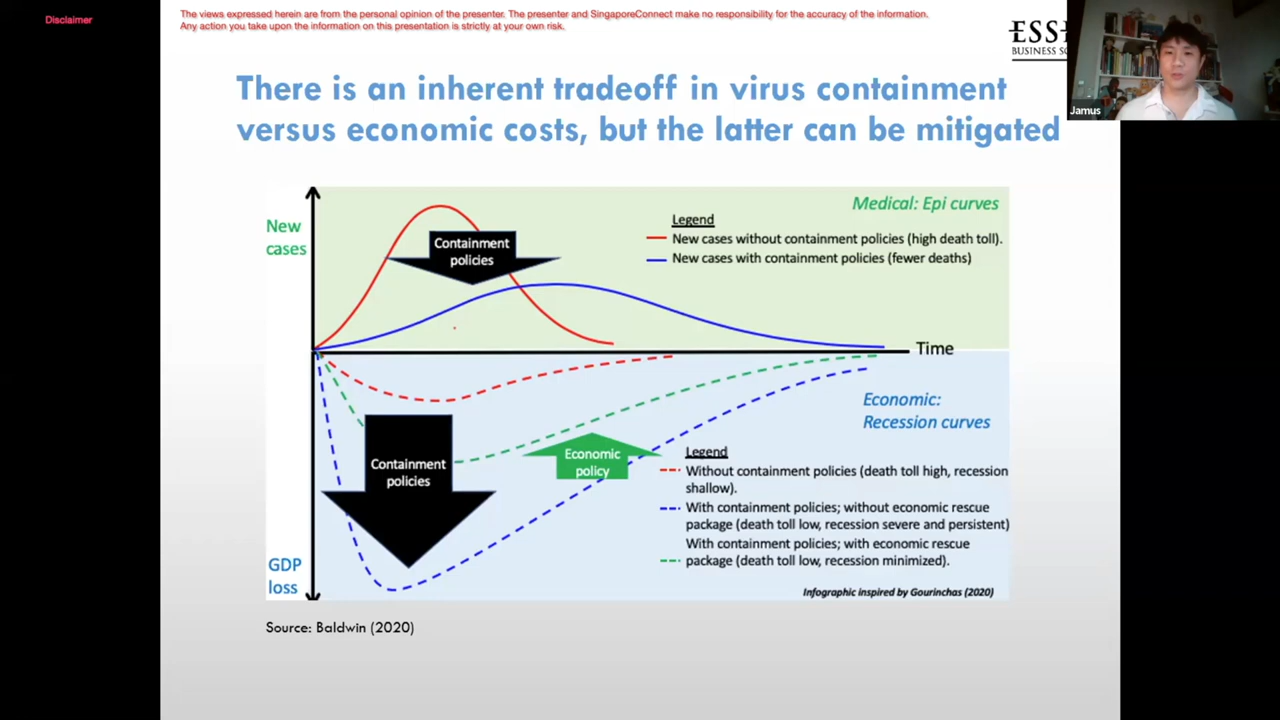 Disclaimer
The views expressed herein are from the personal opinion of the presenter. The presenter and SingaporeConnect make no responsibility for the accuracy of the information.
Any action you take upon the information on this presentation is strictly at your own risk.
BUSINESS
Jamus
There is an inherent tradeoff in virus containment
versus economic costs, but the latter can be mitigated
New
cases
Medical: Epi curves
Legend
New cases without containment policies (high death toll).
New cases with containment policies (fewer deaths)
Containment
policies
Time
Economic:
Recession curves
Containment
policies
Economic
policy
Legend
Without containment policies (death toll high, recession
shallow).
With containment policies; without economic rescue
package (death toll low, recession severe and persistent)
With containment policies; with economic rescue
package (death toll low, recession minimized).
GDP
loss
Infographic inspired by Gourinchas (2020)
Source: Baldwin (2020)